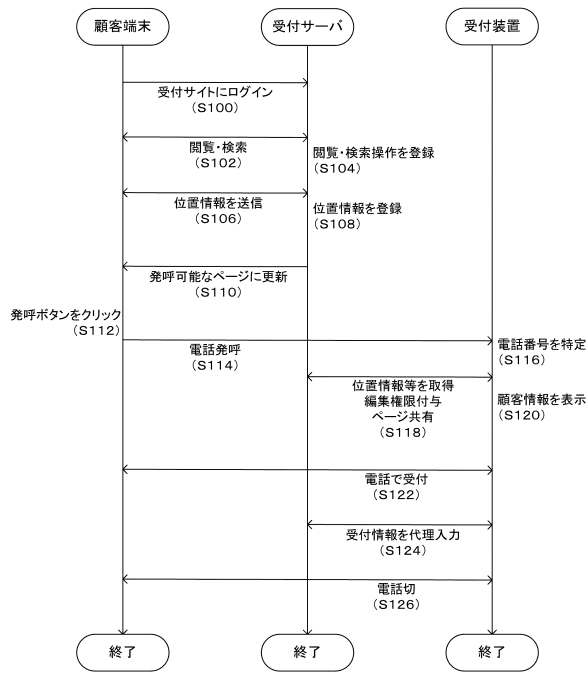 顧客端末
受付サーバ
受付装置
受付サイトにログイン
（S100）
閲覧・検索
（S102）
閲覧・検索操作を登録
（S104）
位置情報を送信
（S106）
位置情報を登録
（S108）
発呼可能なページに更新
（S110）
発呼ボタンをクリック
（S112）
電話発呼
（S114）
電話番号を特定
（S116）
位置情報等を取得
編集権限付与
ページ共有
（S118）
顧客情報を表示
（S120）
電話で受付
（S122）
受付情報を代理入力
（S124）
電話切
（S126）
終了
終了
終了